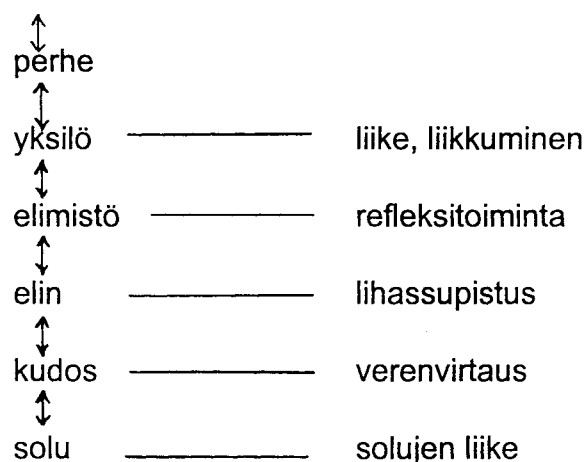 perhe
yksilö liike, liikkuminen
elimistö refleksitoiminta
elin lihassupistus
kudos verenvirtaus
solu solujen liike